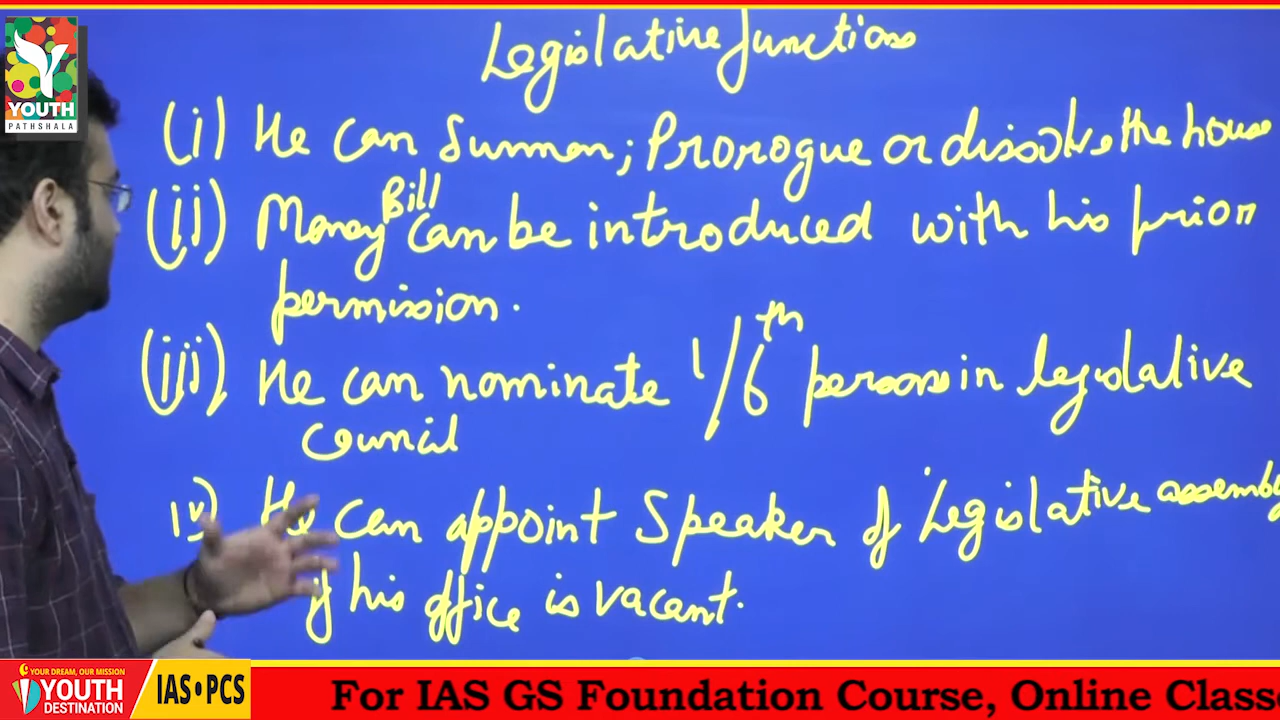 YOUTH
PATHSHALA
Legislative functions
(i) He can Summon; Prorogue or dissolve the house
(ii) Money Bill can be introduced with his prior
permission.
(iii) He can nominate 1/6th persons in legislative
Council
iv) He can appoint Speaker of Legislative assembly
if his office is vacant.
YOUR DREAM, OUR MISSION
YOUTH
DESTINATION
IAS•PCS
For IAS GS Foundation Course, Online Class